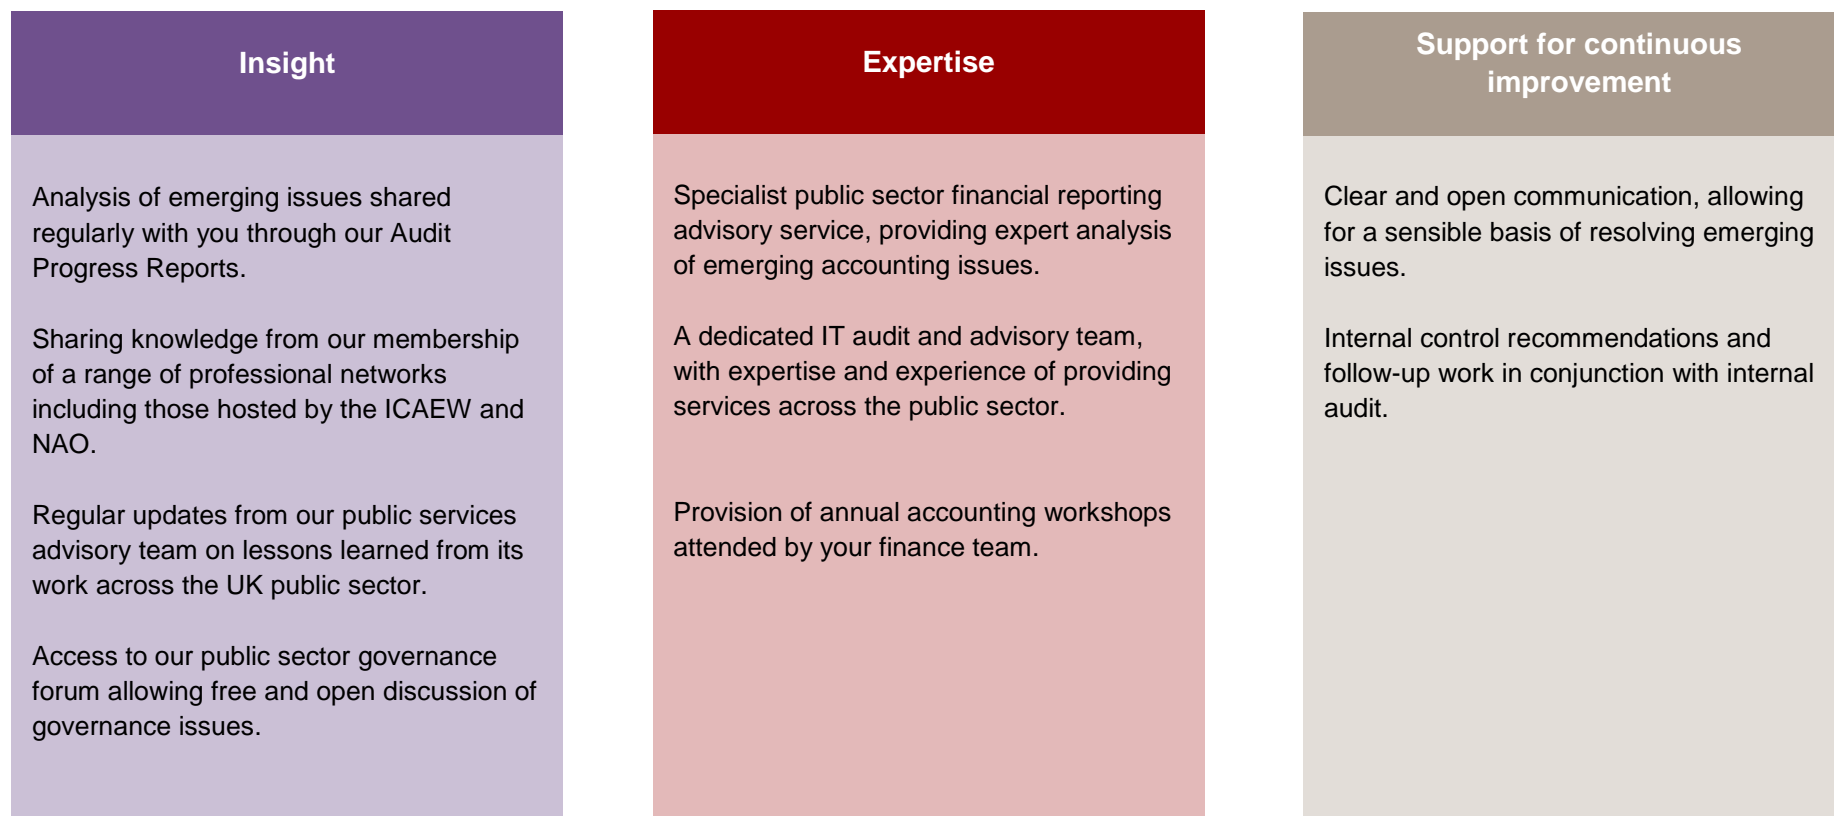 Insight
Analysis of emerging issues shared
regularly with you through our Audit
Progress Reports.
Sharing knowledge from our membership
of a range of professional networks
including those hosted by the ICAEW and
NAO.
Regular updates from our public services
advisory team on lessons learned from its
work across the UK public sector.
Access to our public sector governance
forum allowing free and open discussion of
governance issues.
Expertise
Specialist public sector financial reporting
advisory service, providing expert analysis
of emerging accounting issues.
A dedicated IT audit and advisory team,
with expertise and experience of providing
services across the public sector.
Provision of annual accounting workshops
attended by your finance team.
Support for continuous
improvement
Clear and open communication, allowing
for a sensible basis of resolving emerging
issues.
Internal control recommendations and
follow-up work in conjunction with internal
audit.